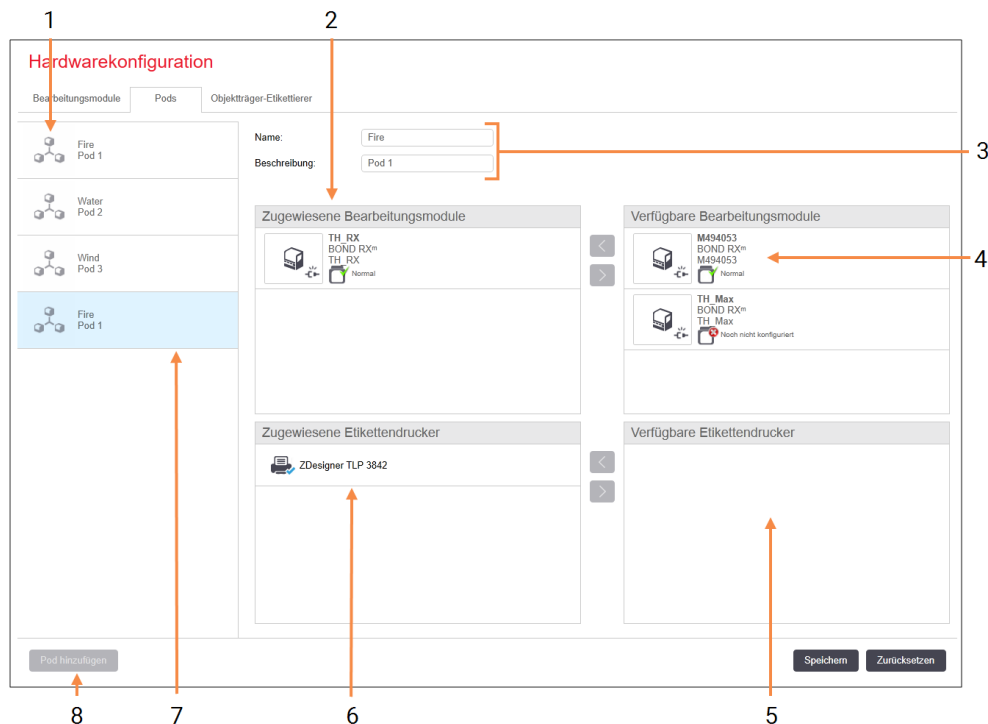 1 2
Hardwarekonfiguration
Bearbeitungsmodule Pods Objektträger-Etikettierer
Fire
Pod 1
Water
Pod 2
Wind
Pod 3
Fire
Pod 1
Name: Fire
Beschreibung: Pod 1
3
Zugewiesene Bearbeitungsmodule
TH_RX
BOND RXᵐ
TH_RX
Normal
<
>
Verfügbare Bearbeitungsmodule
M494053
BOND RXᵐ
M494053
Normal
4
TH_Max
BOND RXᵐ
TH_Max
Noch nicht konfiguriert
Zugewiesene Etikettendrucker
ZDesigner TLP 3842
<
>
Verfügbare Etikettendrucker
Pod hinzufügen Speichern Zurücksetzen
8 7 6 5